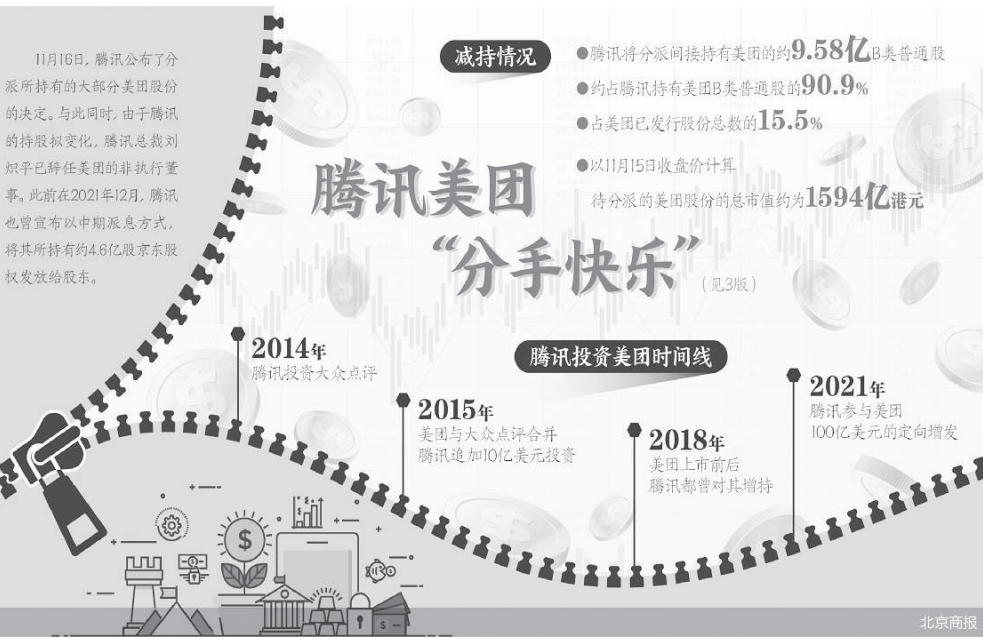 11月16日，腾讯公布了分
派所持有的大部分美团股份
的决定。与此同时，由于腾讯
的持股拟变化，腾讯总裁刘
炽平已辞任美团的非执行董
事。此前在2021年12月，腾讯
也曾宣布以中期派息方式，
将其所持有约4.6亿股京东股
权发放给股东。
减持情况
●腾讯将分派间接持有美团的约9.58亿B类普通股
●约占腾讯持有美团B类普通股的90.9%
●占美团已发行股份总数的15.5%
●以11月15日收盘价计算
待分派的美团股份的总市值约为1594亿港元
腾讯美团
“分手快乐”
（见3版）
腾讯投资美团时间线
2014年
腾讯投资大众点评
2015年
美团与大众点评合并
腾讯追加10亿美元投资
2018年
美团上市前后
腾讯都曾对其增持
2021年
腾讯参与美团
100亿美元的定向增发
北京商报